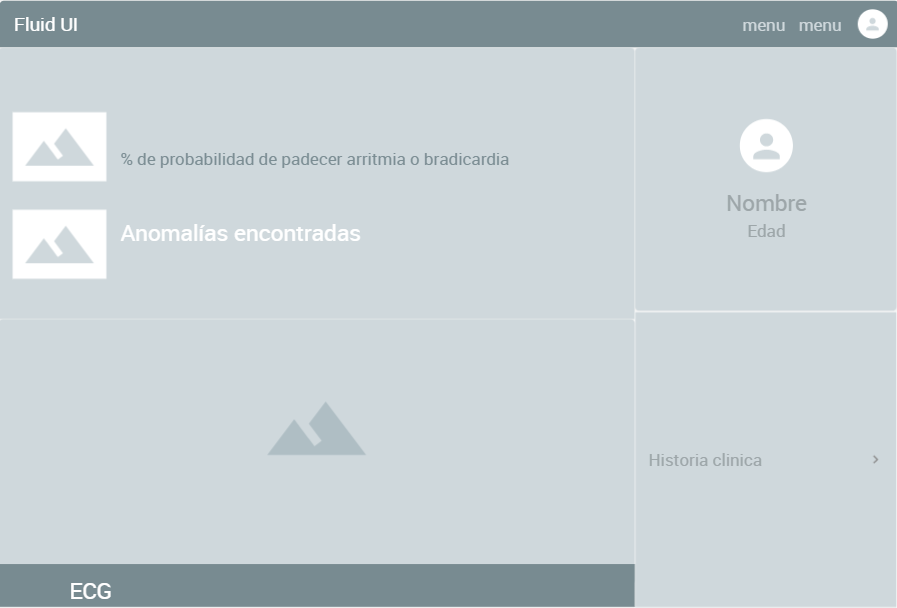 Fluid UI
menu menu
% de probabilidad de padecer arritmia o bradicardia
Anomalías encontradas
Nombre
Edad
Historia clinica
ECG